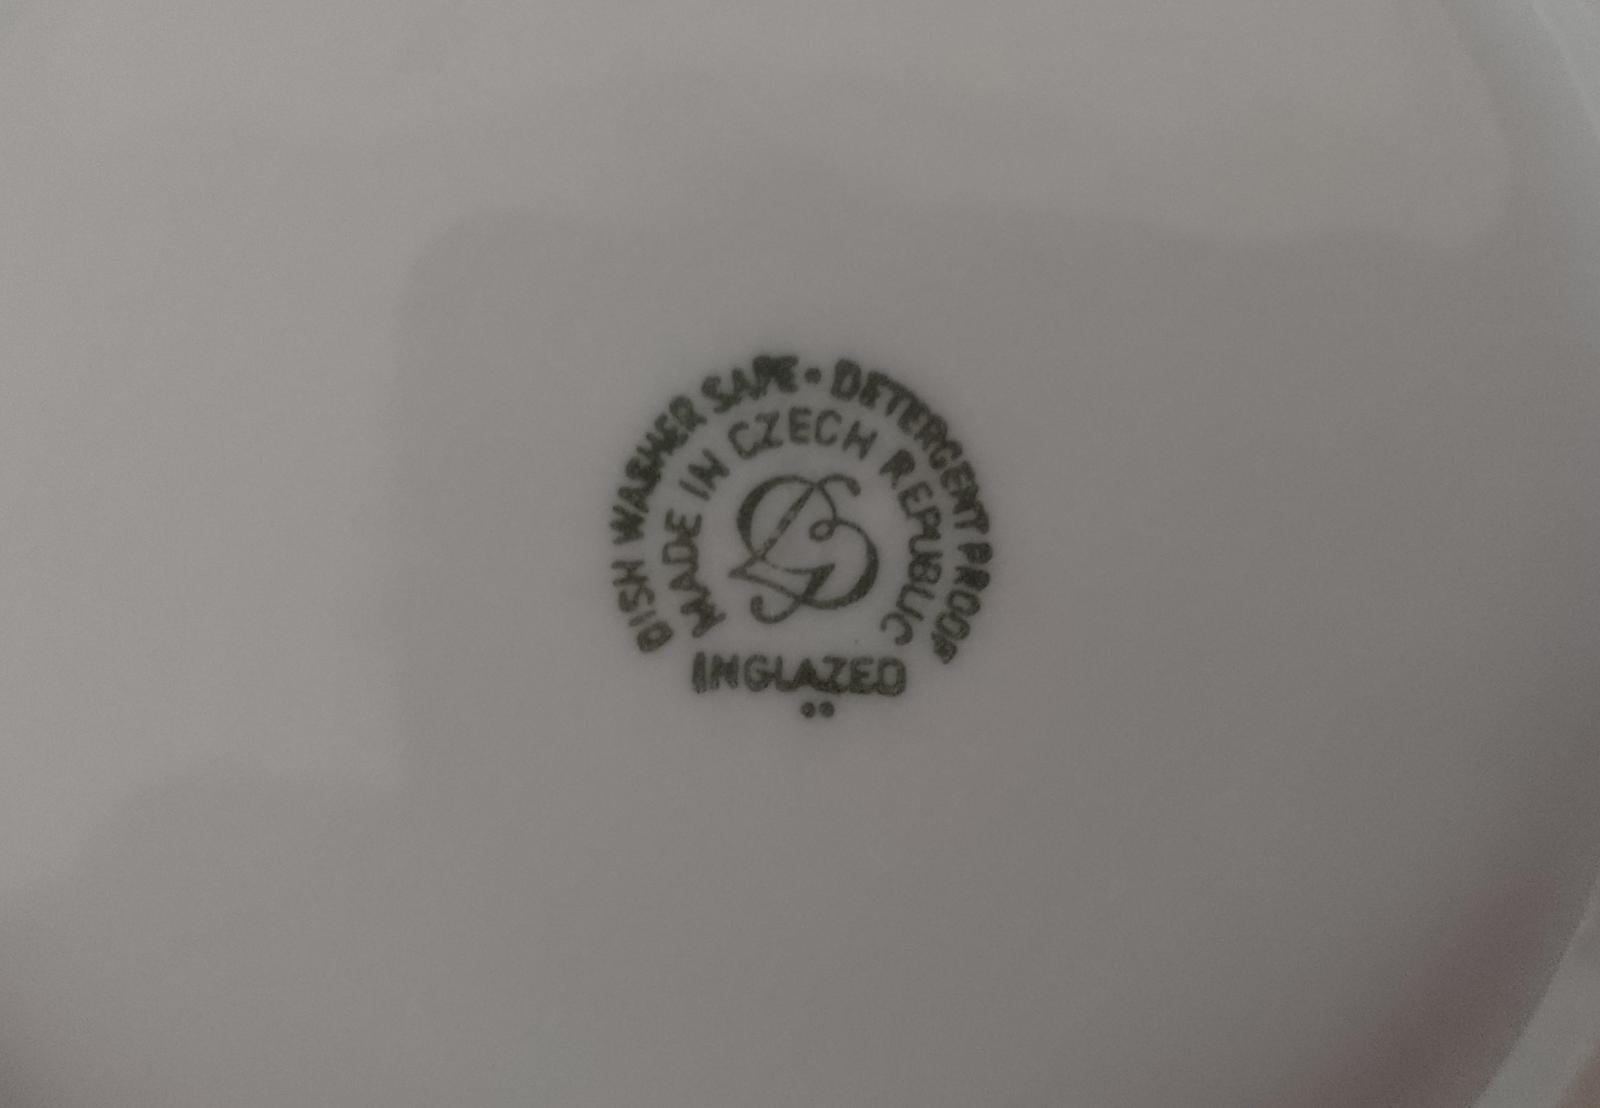 DISH WASHER SAFE • DETERGENT PROOF
MADE IN CZECH REPUBLIC
INGLAZED